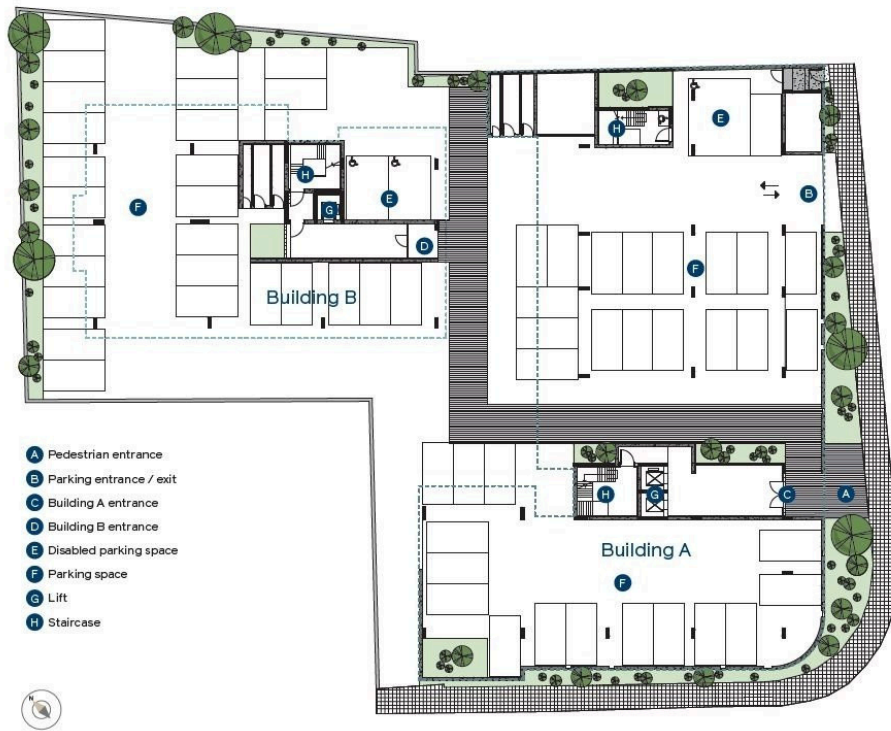 H
E
B
H
G
E
F
D
F
Building B
A Pedestrian entrance
B Parking entrance / exit
C Building A entrance
D Building B entrance
E Disabled parking space
F Parking space
G Lift
H Staircase
H
G
C
A
Building A
F
N